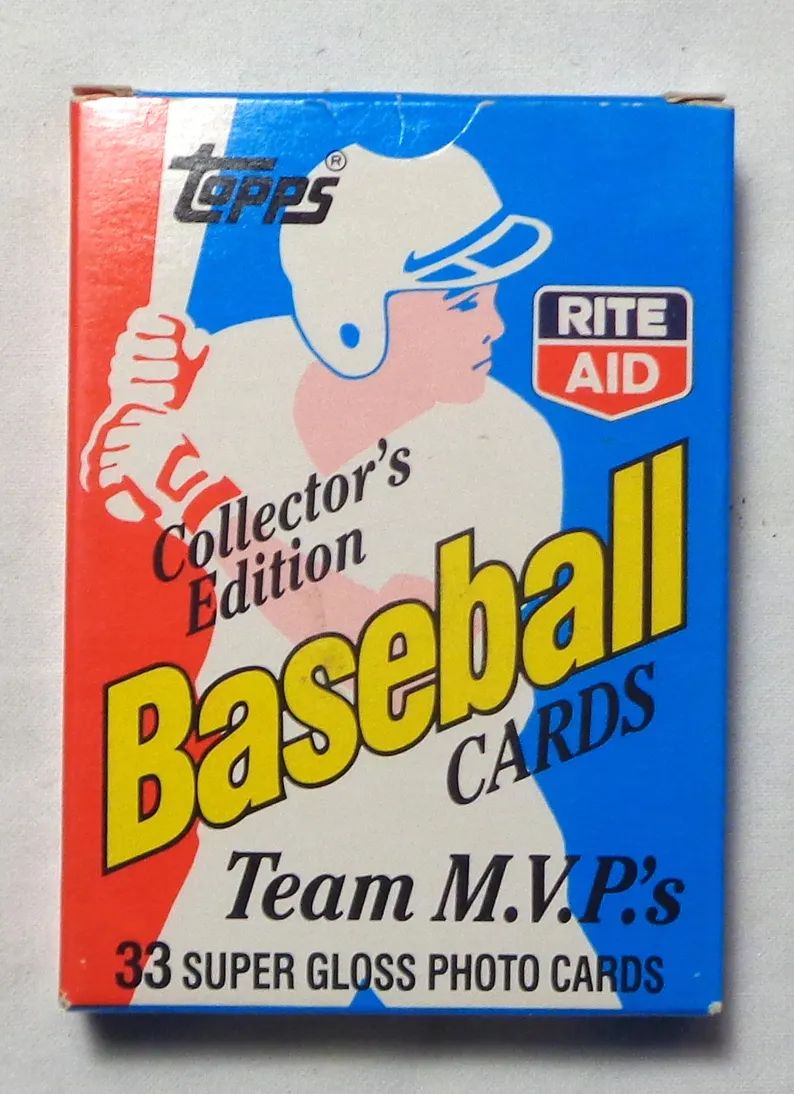 TOPPS®
RITE
AID
Collector's
Edition
Baseball
CARDS
Team M.V.P.'s
33 SUPER GLOSS PHOTO CARDS